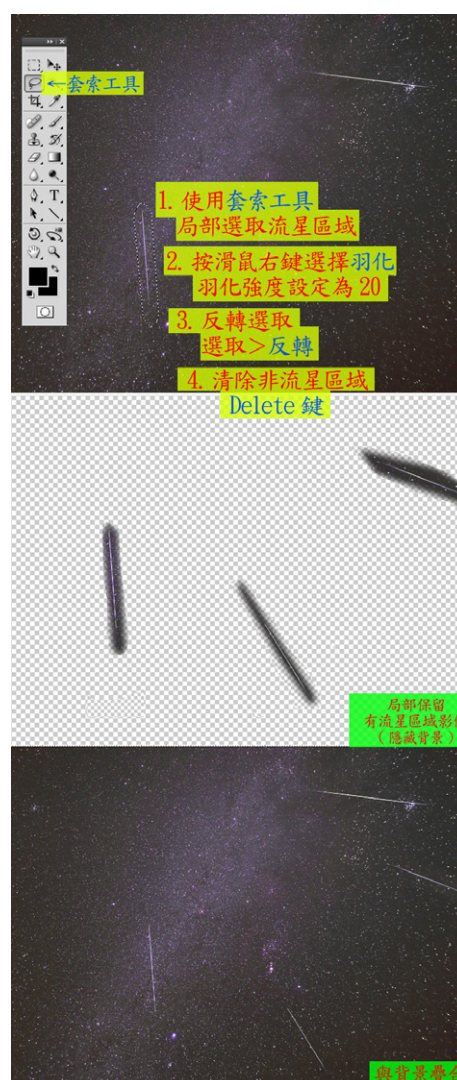 ←套索工具
1. 使用套索工具
局部選取流星區域
2. 按滑鼠右鍵選擇羽化
羽化強度設定為 20
3. 反轉選取
選取>反轉
4. 清除非流星區域
Delete 鍵
局部保留
有流星區域影像
(隱藏背景)
與背景疊合